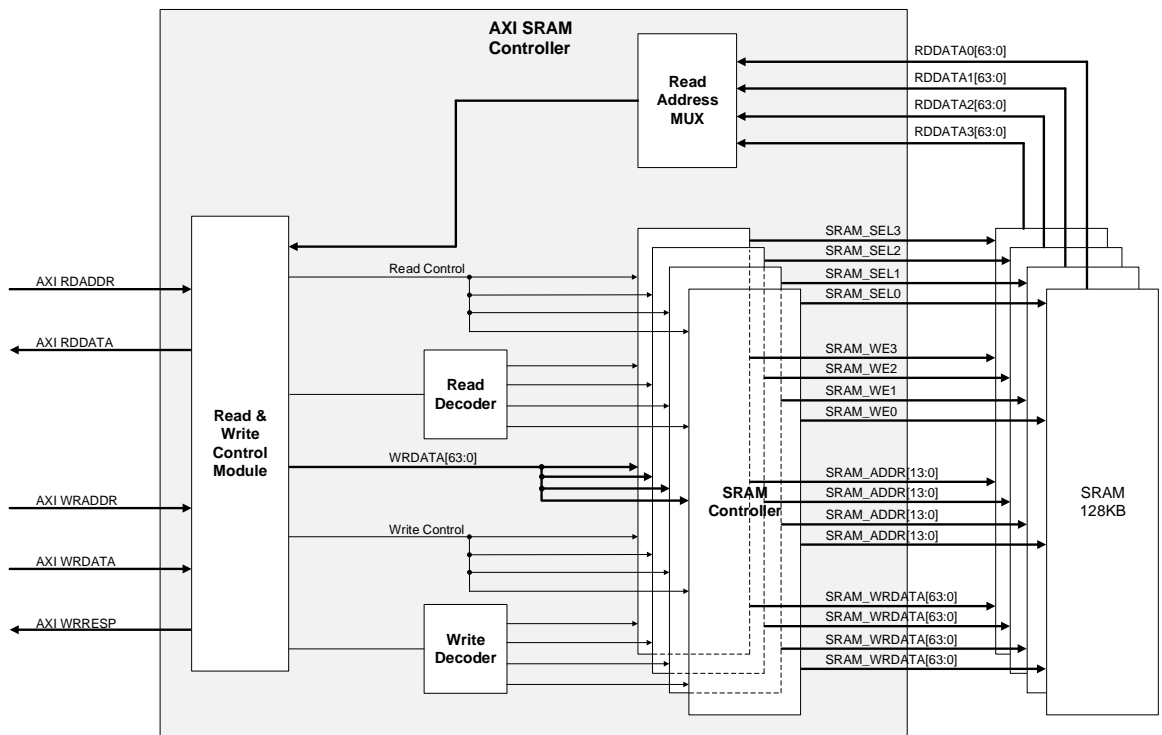 AXI SRAM
Controller
Read
Address
MUX
RDDATA0[63:0]
RDDATA1[63:0]
RDDATA2[63:0]
RDDATA3[63:0]
AXI RDADDR
AXI RDDATA
AXI WRADDR
AXI WRDATA
AXI WRRESP
Read &
Write
Control
Module
Read Control
Read
Decoder
WRDATA[63:0]
Write Control
Write
Decoder
SRAM
Controller
SRAM_SEL3
SRAM_SEL2
SRAM_SEL1
SRAM_SEL0
SRAM_WE3
SRAM_WE2
SRAM_WE1
SRAM_WE0
SRAM_ADDR[13:0]
SRAM_ADDR[13:0]
SRAM_ADDR[13:0]
SRAM_ADDR[13:0]
SRAM_WRDATA[63:0]
SRAM_WRDATA[63:0]
SRAM_WRDATA[63:0]
SRAM_WRDATA[63:0]
SRAM
128KB